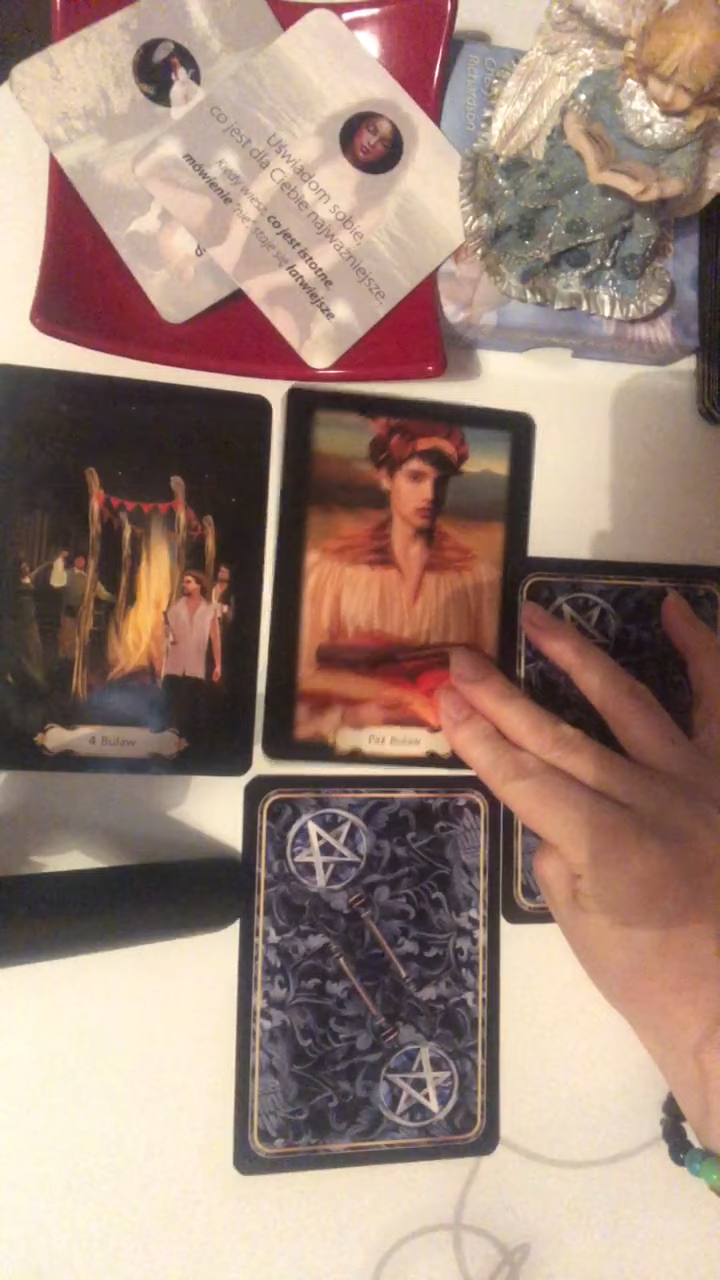 Uświadom sobie,
co jest dla Ciebie najważniejsze.
Kiedy wiesz, co jest istotne,
mówienie "nie" staje się łatwiejsze.
Richardson
4 Buław
Paź Buław